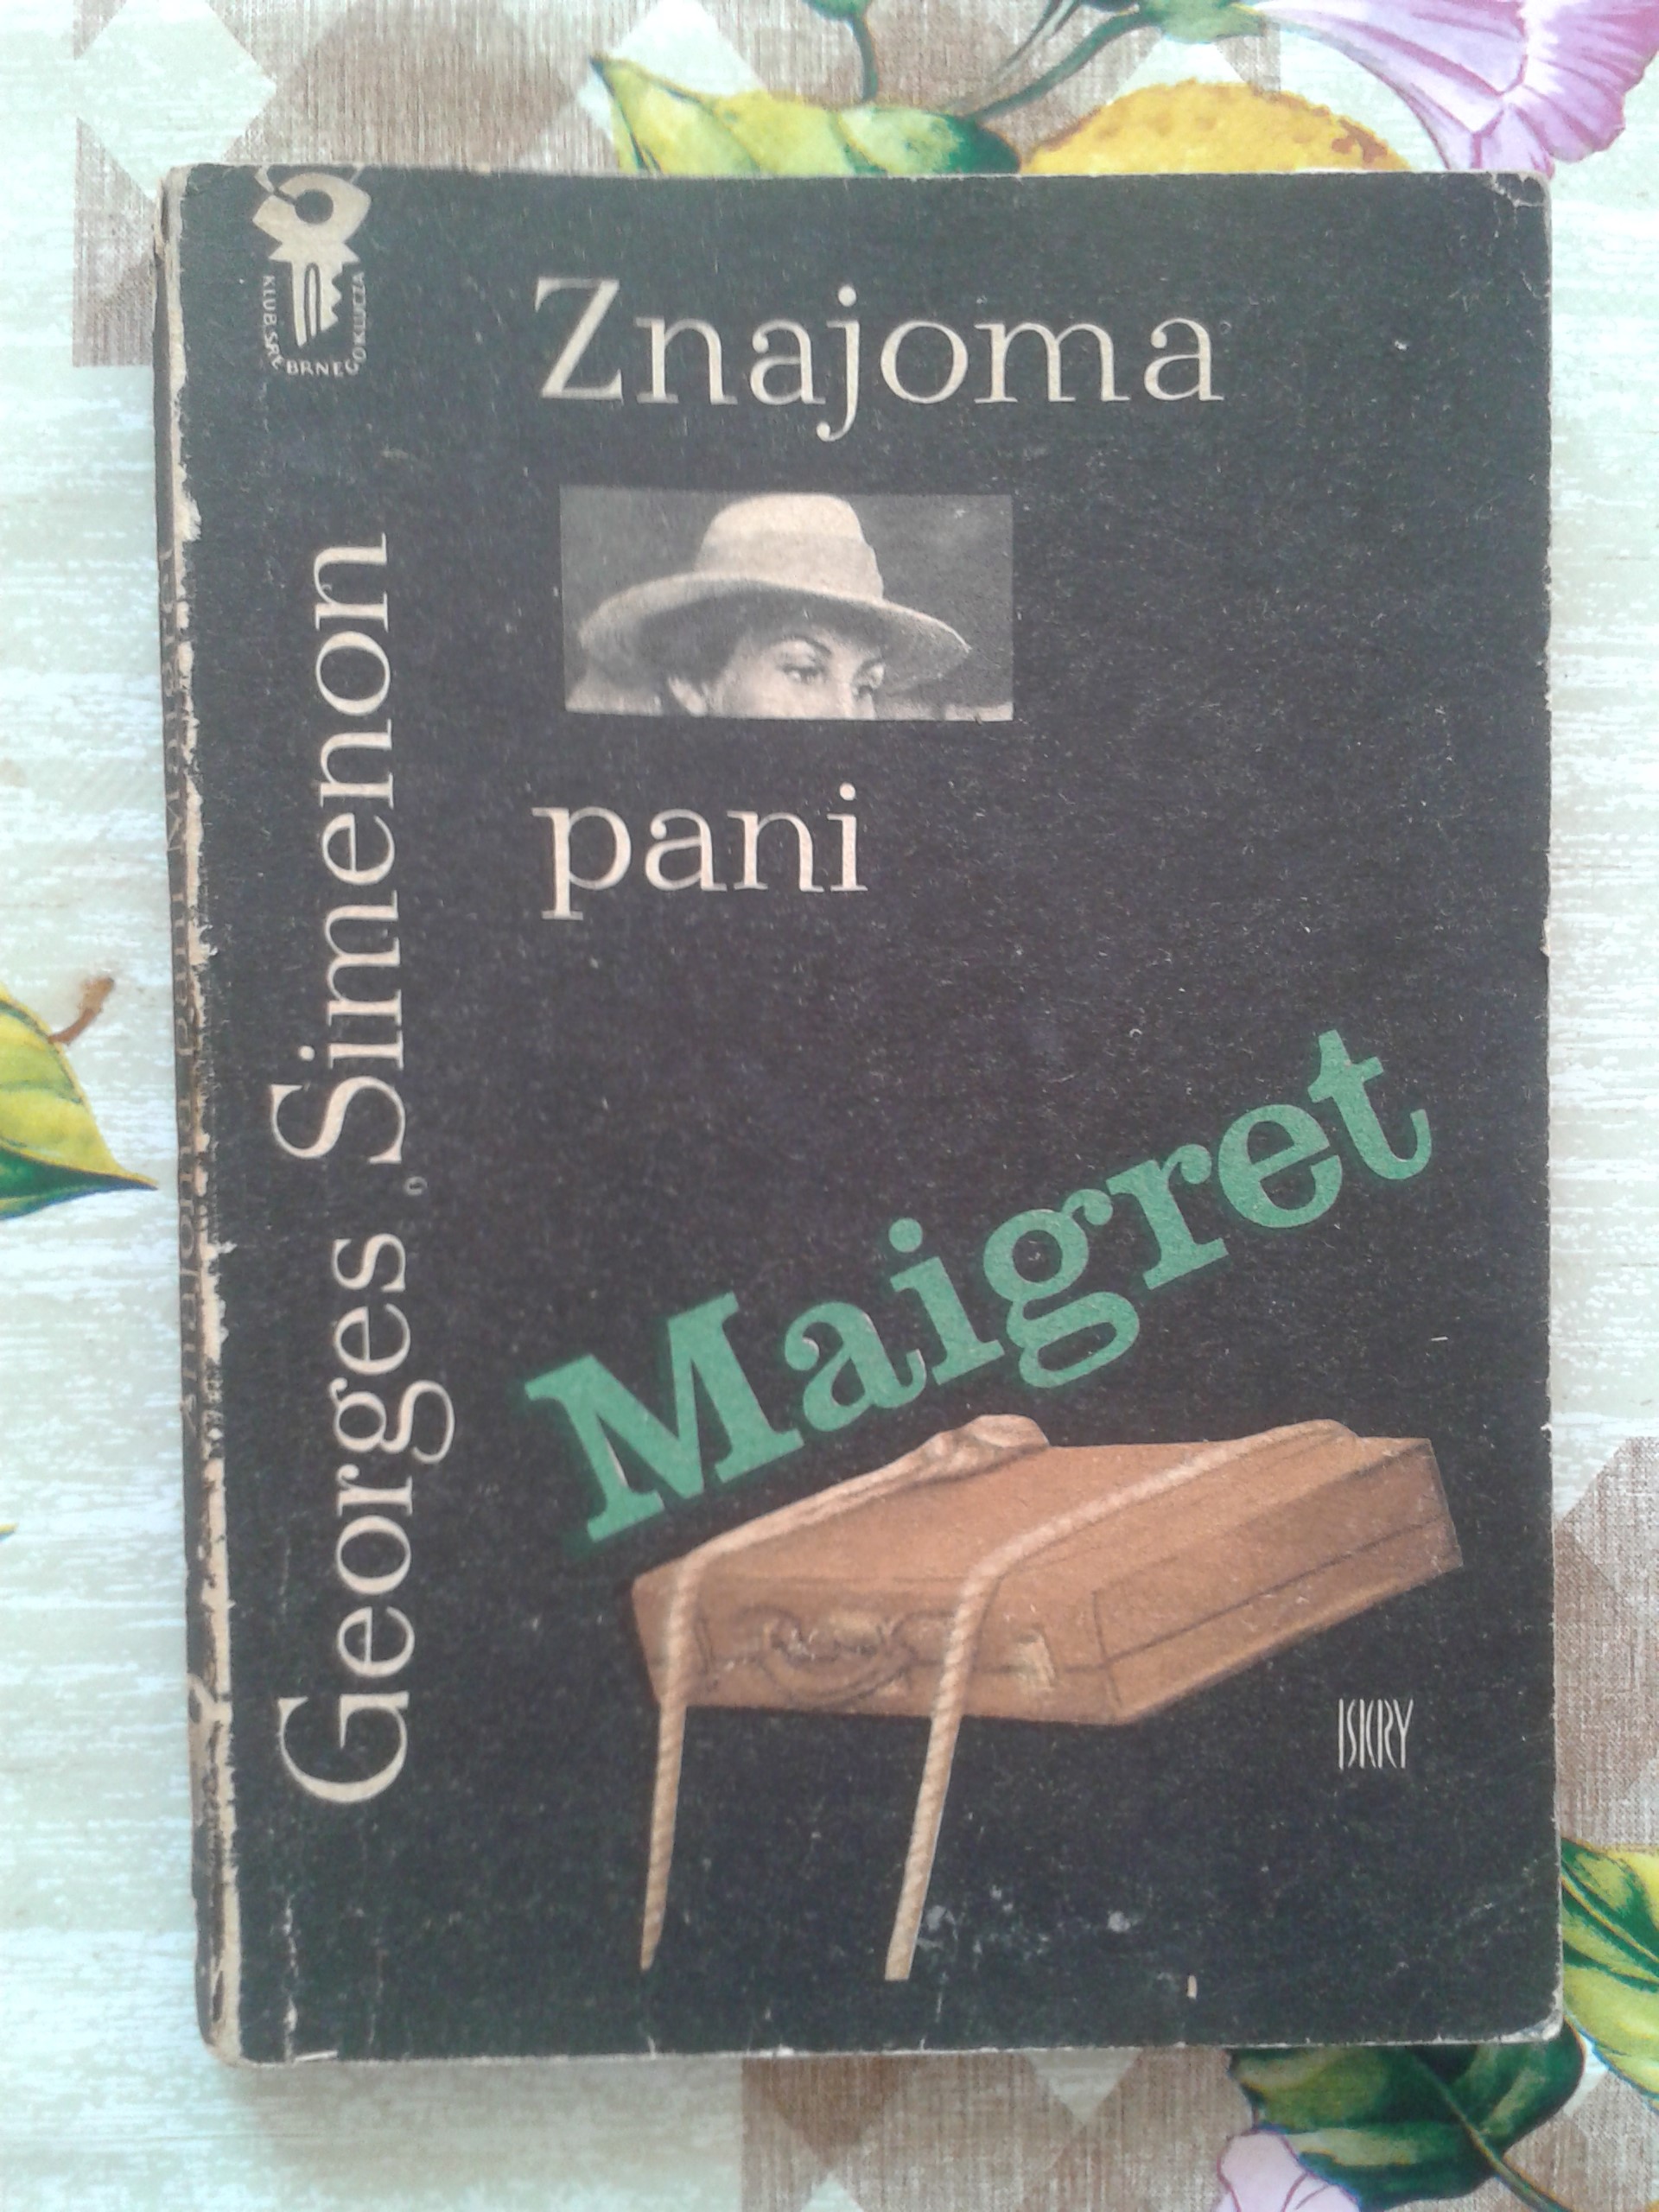 KLUB SREBRNEGO KLUCZA
Georges Simenon
Znajoma
pani
Maigret
ISKRY